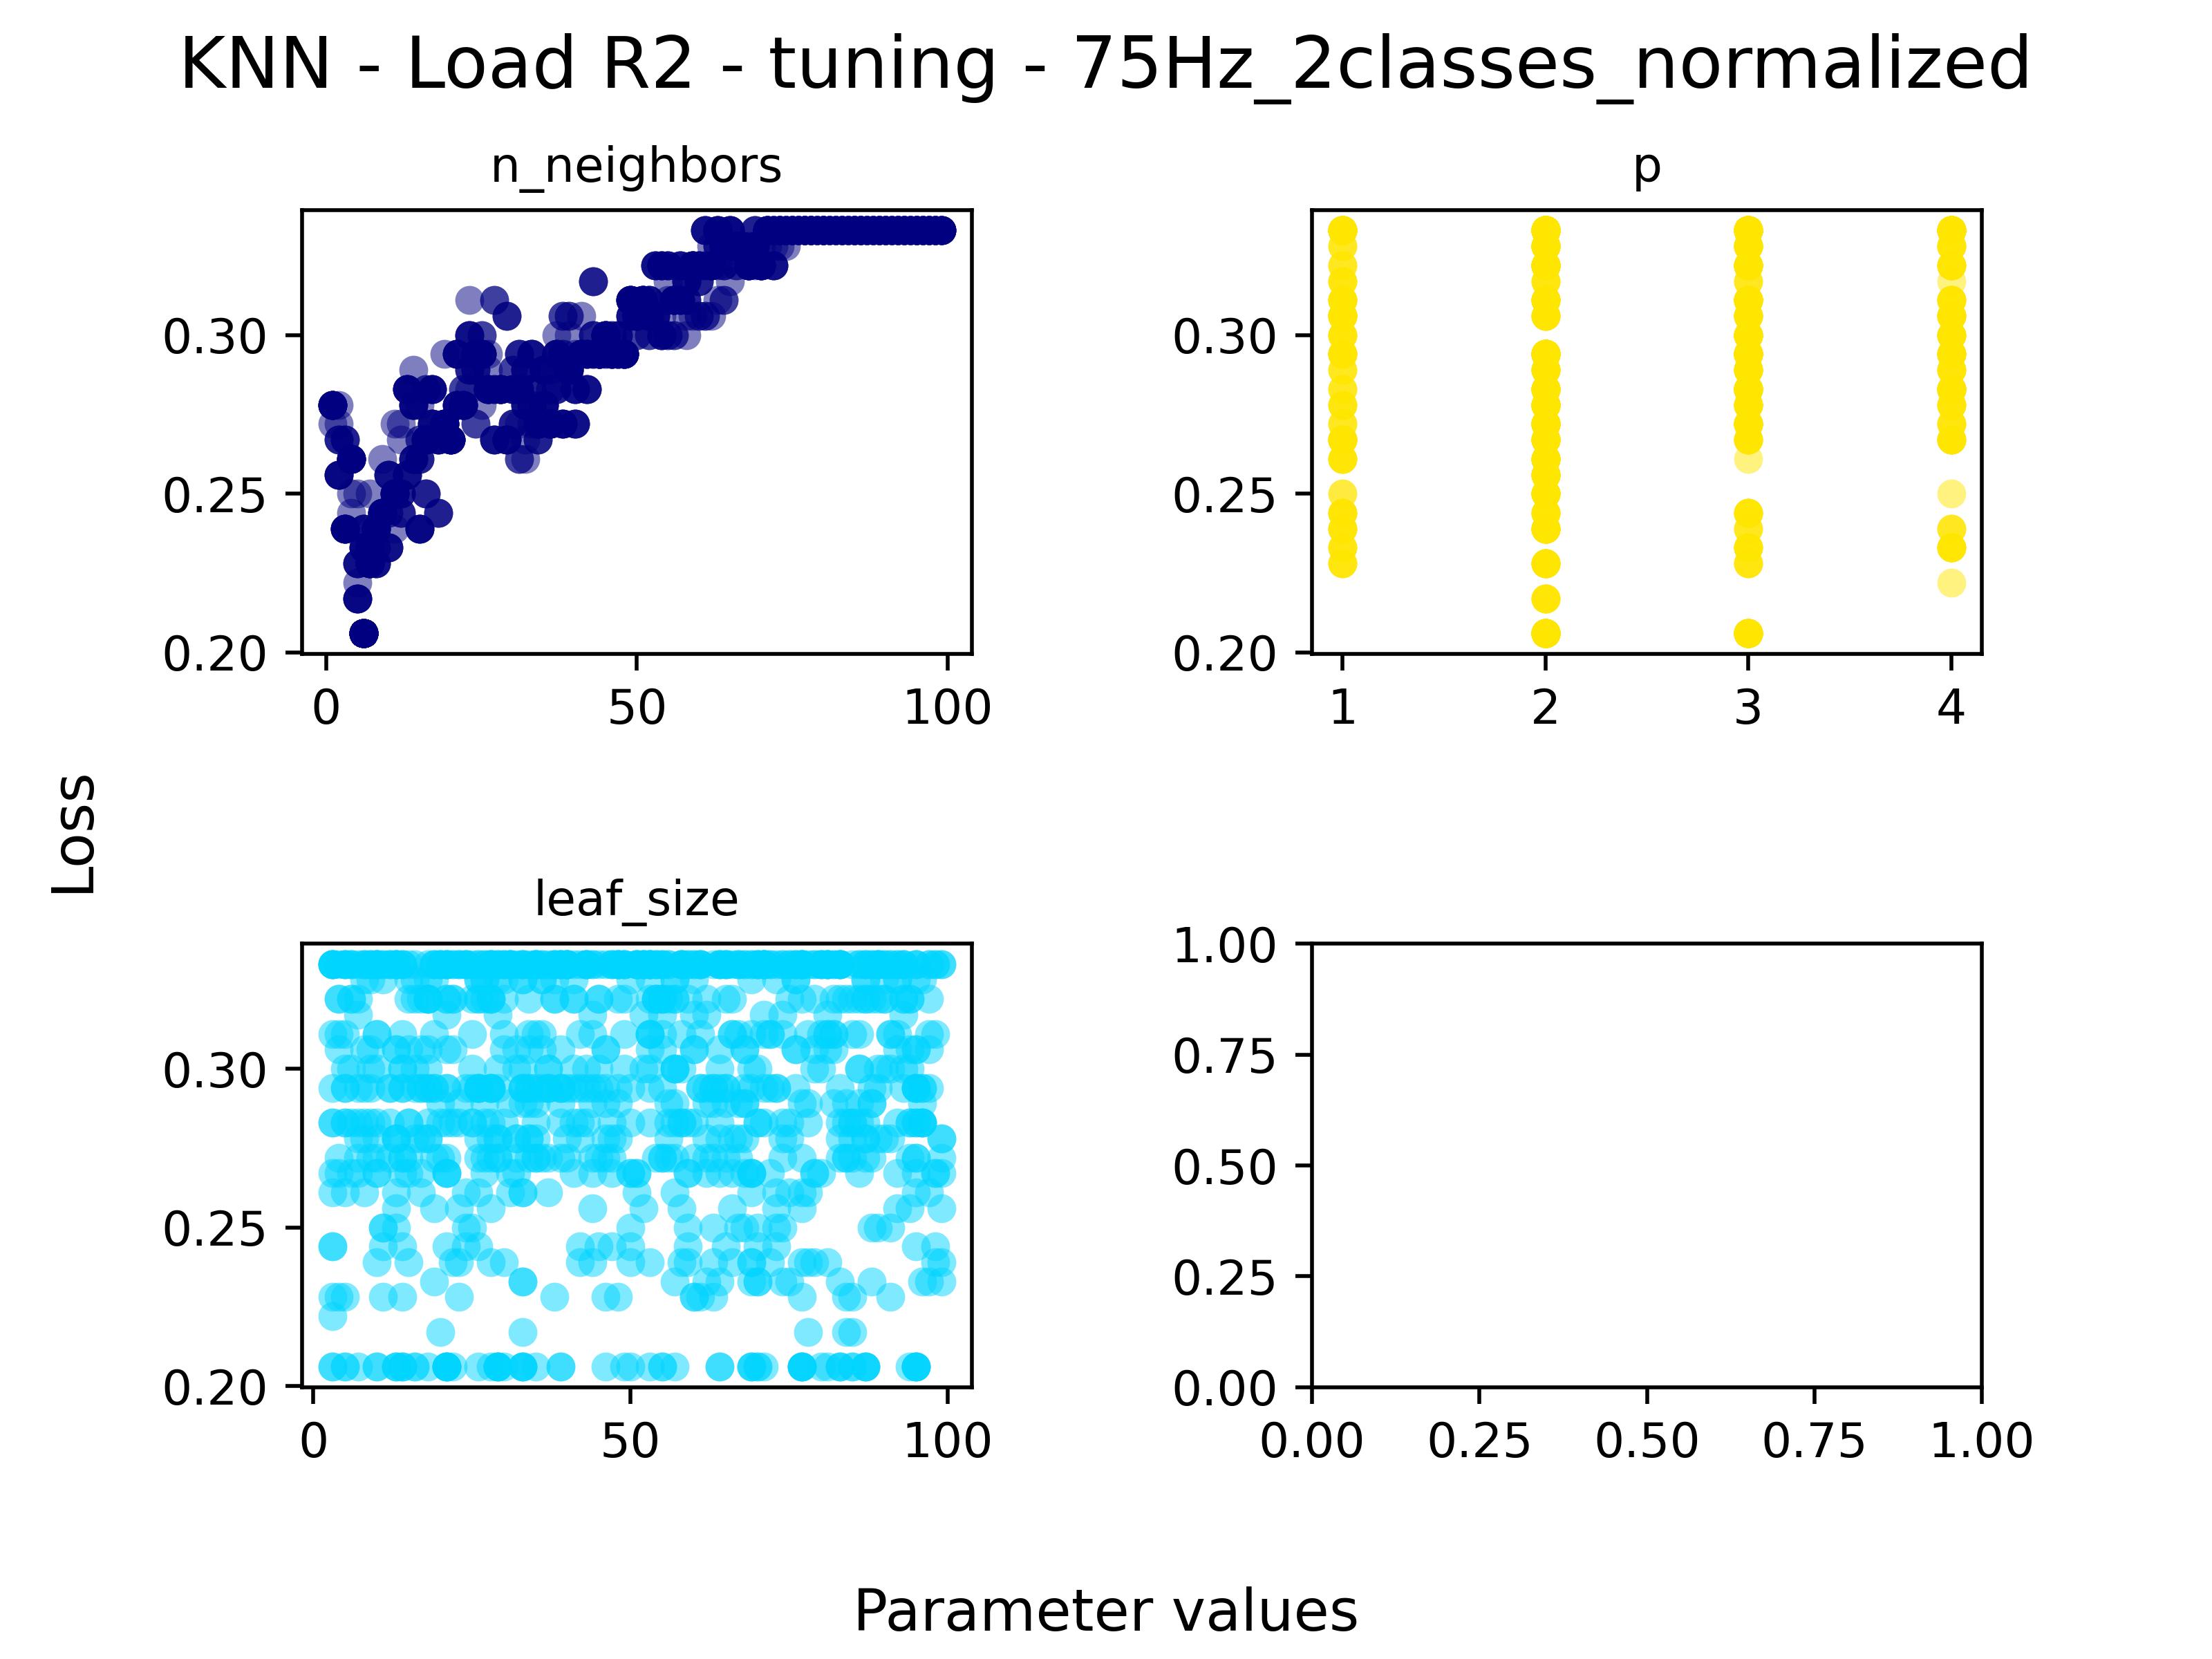 KNN - Load R2 - tuning - 75Hz_2classes_normalized
n_neighbors
0.30
0.25
0.20
0 50 100
p
0.30
0.25
0.20
1 2 3 4
Loss
leaf_size
0.30
0.25
0.20
0 50 100
1.00
0.75
0.50
0.25
0.00
0.00 0.25 0.50 0.75 1.00
Parameter values